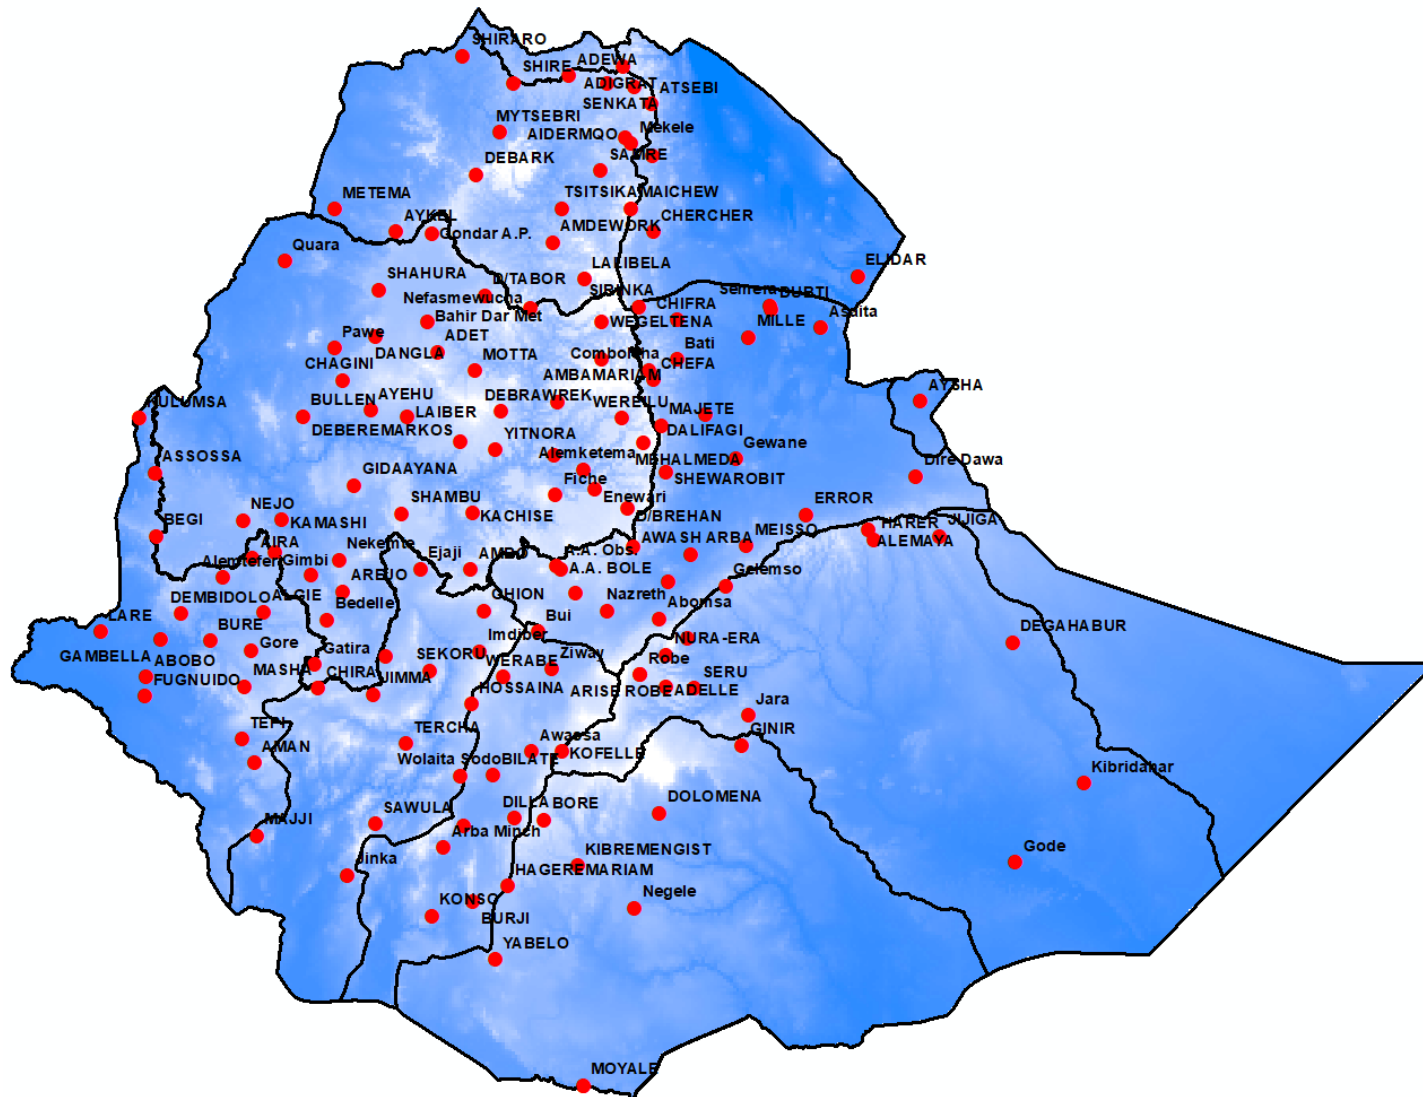 SHIRARO
ADEWA
SHIRE
ADIGRAT
ATSEBI
SENKATA
MYTSEBRI
AIDERMQO
Mekele
DEBARK
SAMRE
METEMA
TSITSIKA
MAICHEW
AYKEL
Gondar A.P.
AMDEWORK
CHERCHER
Quara
LALIBELA
ELIDAR
SHAHURA
D/TABOR
SIRINKA
Semera
DUBTI
Nefasmewucha
CHIFRA
Bahir Dar Met
WEGELTENA
MILLE
Asaita
Pawe
ADET
DANGLA
MOTTA
Combolcha
Bati
CHAGINI
CHEFA
AMBAMARIAM
AYSHA
KULUMSA
BULLEN
AYEHU
LAIBER
DEBRAWREK
WEREILU
MAJETE
DEBEREMARKOS
YITNORA
DALIFAGI
Gewane
Alemketema
MEHALMEDA
ASSOSSA
GIDAAYANA
Fiche
SHEWAROBIT
Dire Dawa
Enewari
ERROR
NEJO
SHAMBU
KACHISE
D/BREHAN
BEGI
KAMASHI
AIRA
MEISSO
HARER
JIJIGA
AWASH ARBA
ALEMAYA
Alemteferi
Gimbi
Nekemte
Ejaji
AMBO
A.A. Obs.
A.A. BOLE
Gelemso
AREJO
DEMBIDOLO
ALGIE
Bedelle
GHION
Nazreth
Abomsa
LARE
BURE
Bui
DEGAHABUR
Gore
Gatira
Imdiber
NURA-ERA
GAMBELLA
ABOBO
MASHA
SEKORU
WERABE
Ziway
Robe
FUGNUIDO
CHIRA
JIMMA
HOSSAINA
ARISE ROBE
ADELLE
SERU
Jara
TEPI
TERCHA
Awassa
GINIR
AMAN
Wolaita Sodo
BILATE
KOFELLE
Kibridahar
SAWULA
DILLA
BORE
DOLOMENA
MAJJI
Arba Minch
Jinka
KIBREMENGIST
Gode
HAGEREMARIAM
KONSO
Negele
BURJI
YABELO
MOYALE